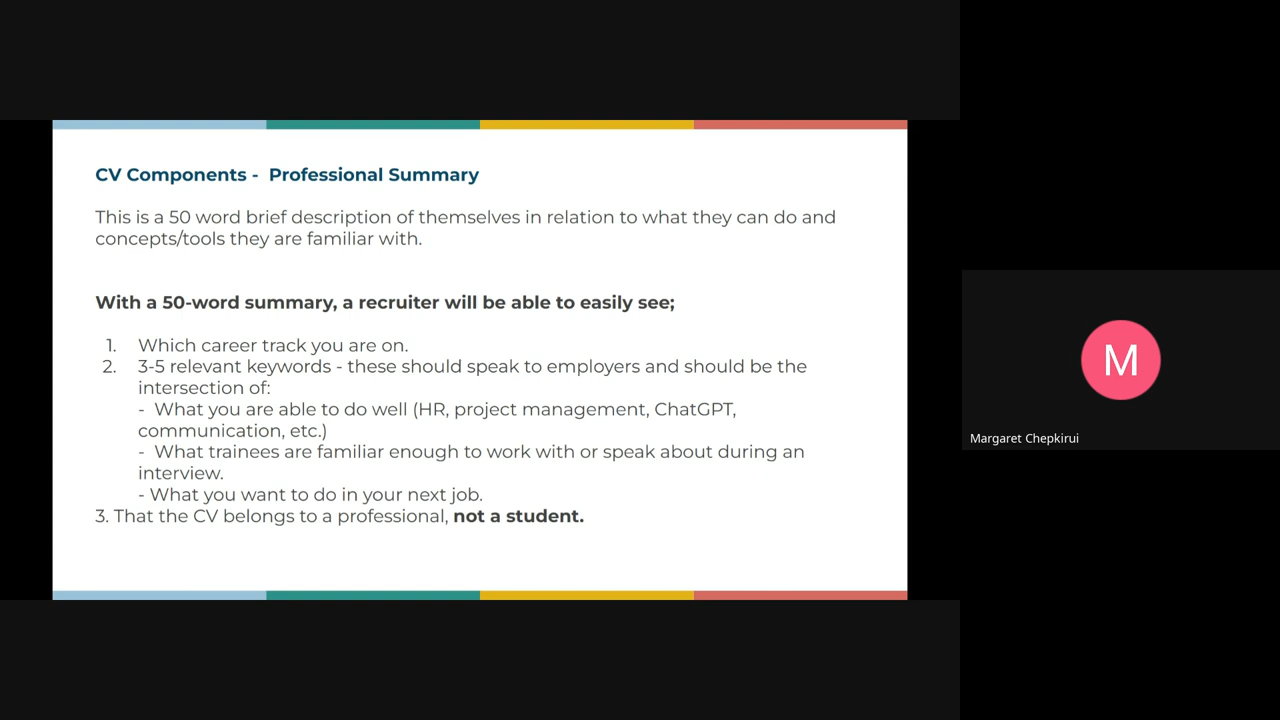 CV Components -  Professional Summary
This is a 50 word brief description of themselves in relation to what they can do and
concepts/tools they are familiar with.
With a 50-word summary, a recruiter will be able to easily see;
1. Which career track you are on.
2. 3-5 relevant keywords - these should speak to employers and should be the
intersection of:
-  What you are able to do well (HR, project management, ChatGPT,
communication, etc.)
-  What trainees are familiar enough to work with or speak about during an
interview.
- What you want to do in your next job.
3. That the CV belongs to a professional, not a student.
M
Margaret Chepkirui